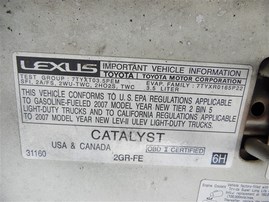 LEXUS IMPORTANT VEHICLE INFORMATION
TOYOTA TOYOTA MOTOR CORPORATION
TEST GROUP : 7TYXT03.5PEM EVAP. FAMILY : 7TYXR0165P22
SFI, 2A/FS, 2WU-TWC, 2HO2S, TWC 3.5 LITER
THIS VEHICLE CONFORMS TO U.S. EPA REGULATIONS APPLICABLE
TO GASOLINE-FUELED 2007 MODEL YEAR NEW TIER 2 BIN 5
LIGHT-DUTY TRUCKS AND TO CALIFORNIA REGULATIONS APPLICABLE
TO 2007 MODEL YEAR NEW LEV-II ULEV LIGHT-DUTY TRUCKS.
CATALYST
USA & CANADA OBD II CERTIFIED
31160 2GR-FE 6H